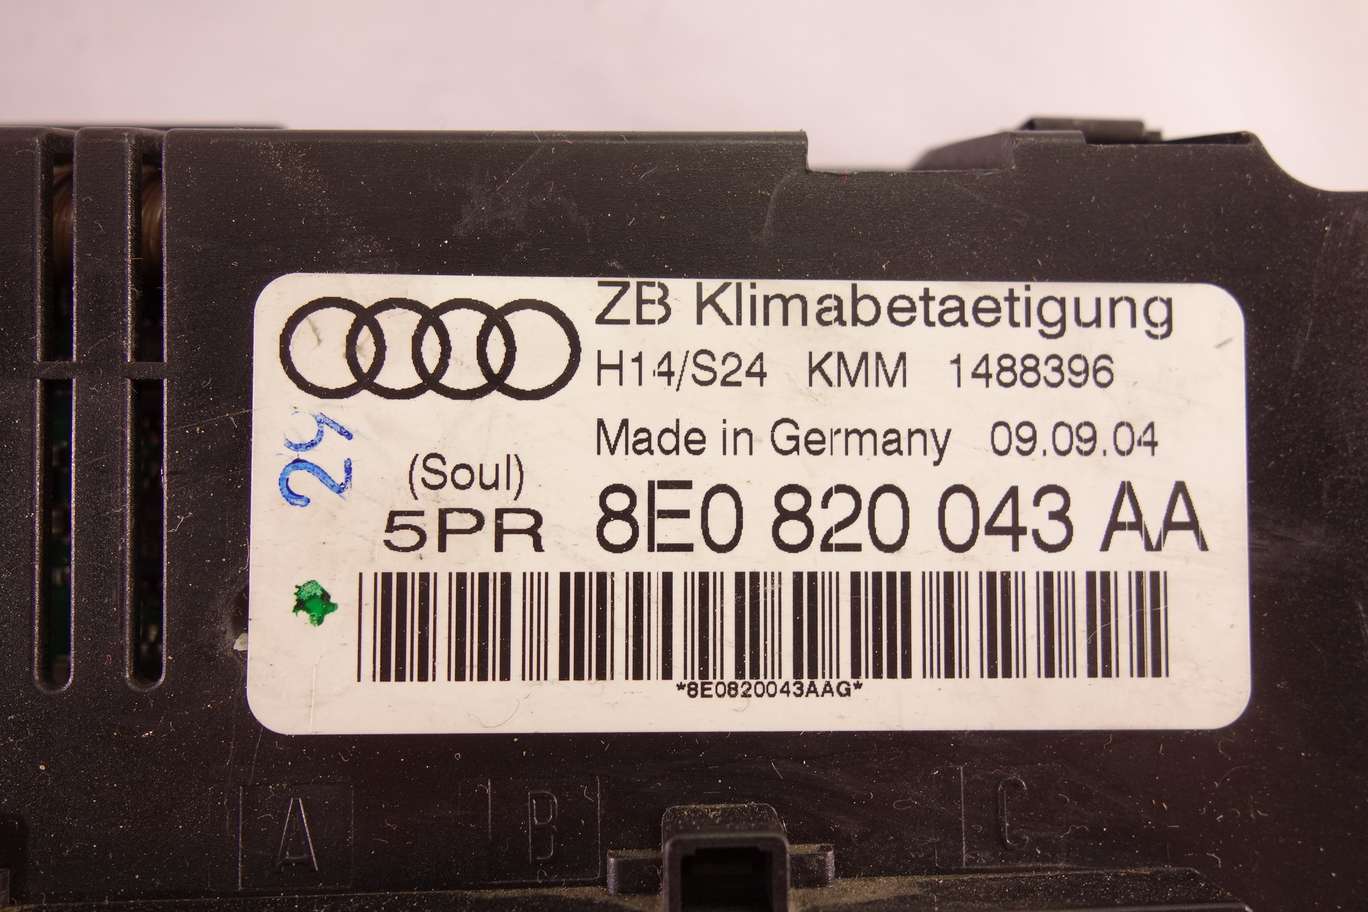 ZB Klimabetaetigung
H14/S24 KMM 1488396
Made in Germany 09.09.04
24
(Soul)
5PR 8E0 820 043 AA
*8E0820043AAG*
A B C